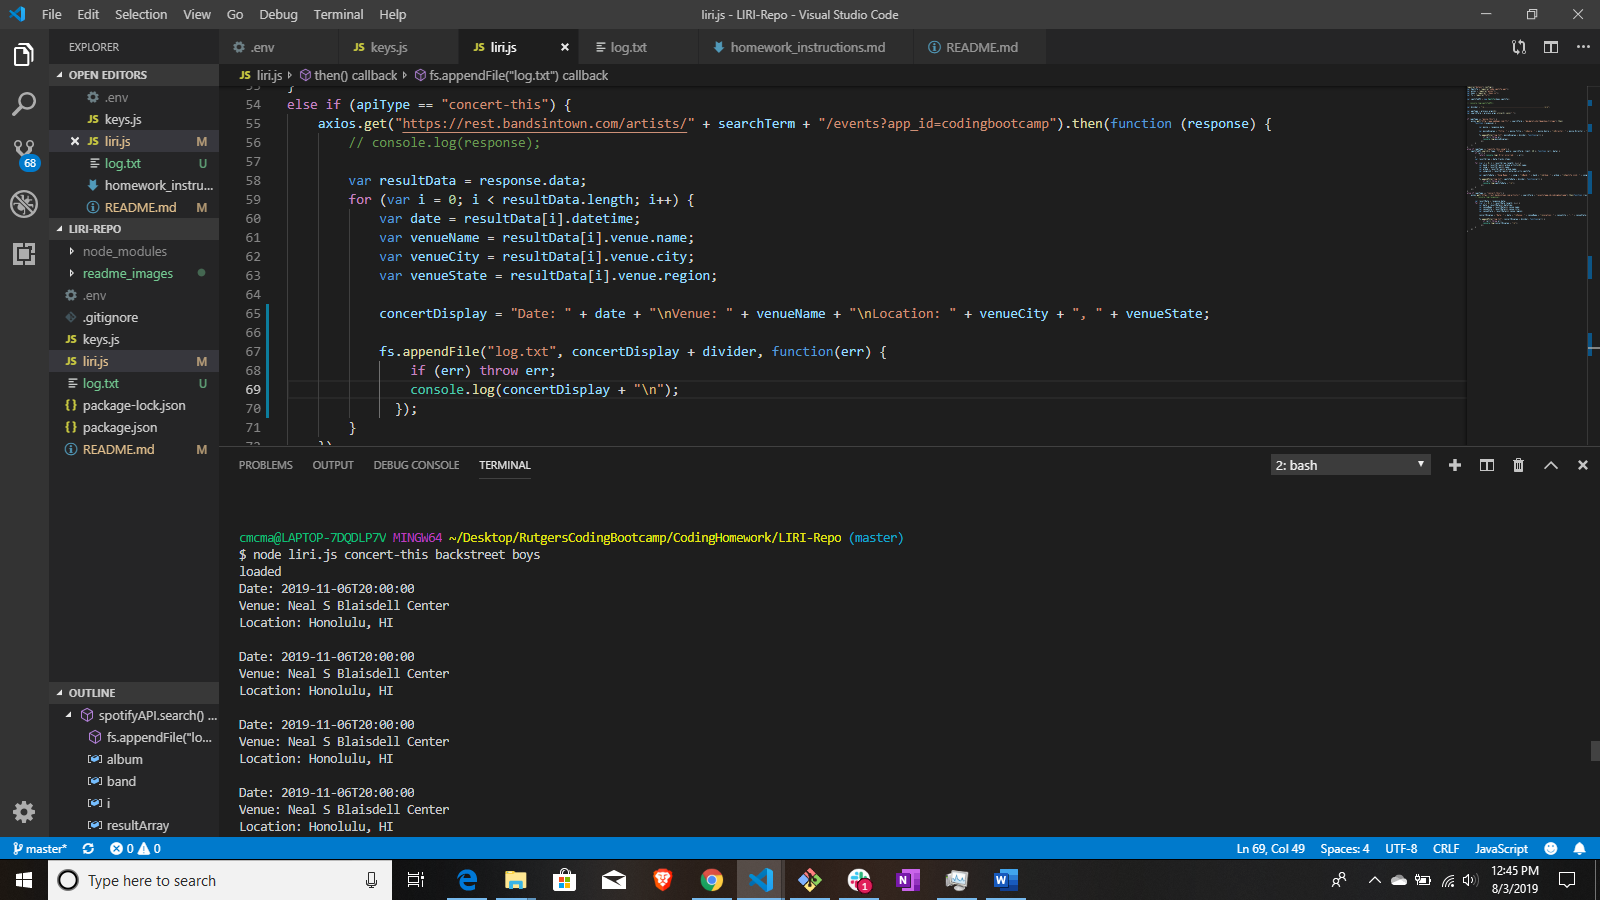 File Edit Selection View Go Debug Terminal Help
liri.js - LIRI-Repo - Visual Studio Code
EXPLORER
.env
JS keys.js
JS liri.js
log.txt
homework_instructions.md
README.md
OPEN EDITORS
.env
JS keys.js
JS liri.js M
log.txt U
homework_instru...
README.md M
LIRI-REPO
node_modules
readme_images
.env
.gitignore
JS keys.js
JS liri.js M
log.txt U
{} package-lock.json
{} package.json
README.md M
OUTLINE
spotifyAPI.search() ...
fs.appendFile("lo...
album
band
i
resultArray
68
JS liri.js then() callback fs.appendFile("log.txt") callback
53 }
54 else if (apiType == "concert-this") {
55 axios.get("https://rest.bandsintown.com/artists/" + searchTerm + "/events?app_id=codingbootcamp").then(function (response) {
56 // console.log(response);
57
58 var resultData = response.data;
59 for (var i = 0; i < resultData.length; i++) {
60 var date = resultData[i].datetime;
61 var venueName = resultData[i].venue.name;
62 var venueCity = resultData[i].venue.city;
63 var venueState = resultData[i].venue.region;
64
65 concertDisplay = "Date: " + date + "\nVenue: " + venueName + "\nLocation: " + venueCity + ", " + venueState;
66
67 fs.appendFile("log.txt", concertDisplay + divider, function(err) {
68 if (err) throw err;
69 console.log(concertDisplay + "\n");
70 });
71 }
72 })
PROBLEMS OUTPUT DEBUG CONSOLE TERMINAL
2: bash
cmcma@LAPTOP-7DQDLP7V MINGW64 ~/Desktop/RutgersCodingBootcamp/CodingHomework/LIRI-Repo (master)
$ node liri.js concert-this backstreet boys
loaded
Date: 2019-11-06T20:00:00
Venue: Neal S Blaisdell Center
Location: Honolulu, HI
Date: 2019-11-06T20:00:00
Venue: Neal S Blaisdell Center
Location: Honolulu, HI
Date: 2019-11-06T20:00:00
Venue: Neal S Blaisdell Center
Location: Honolulu, HI
Date: 2019-11-06T20:00:00
Venue: Neal S Blaisdell Center
Location: Honolulu, HI
master* 0 0
Ln 69, Col 49 Spaces: 4 UTF-8 CRLF JavaScript
Type here to search
1
12:45 PM
8/3/2019